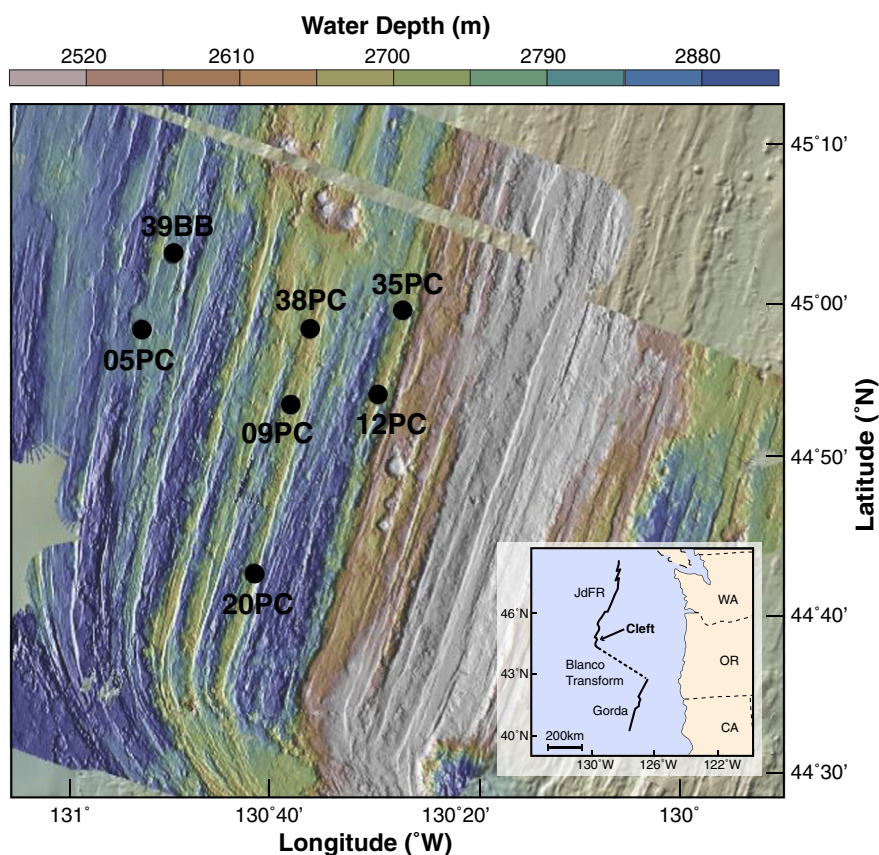 Water Depth (m)
2520 2610 2700 2790 2880
45˚10'
39BB
38PC
35PC
45˚00'
05PC
09PC
12PC
44˚50'
Latitude (˚N)
20PC
44˚40'
JdFR
WA
46˚N
Cleft
OR
Blanco
Transform
43˚N
Gorda
CA
40˚N
200km
130˚W 126˚W 122˚W
44˚30'
131˚ 130˚40' 130˚20' 130˚
Longitude (˚W)